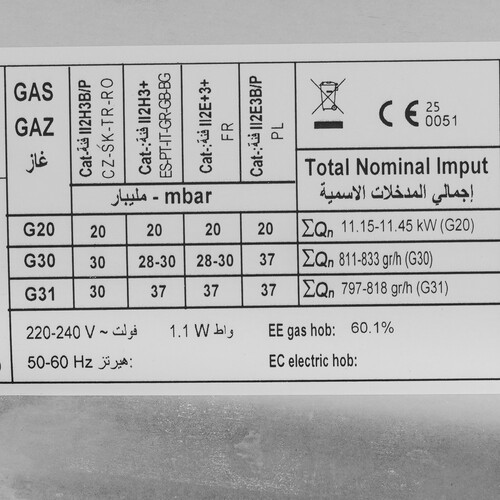 GAS
GAZ
غاز
Cat-فئة: II2H3B/P
CZ-ŚK-TR-RO
Cat-:فئة II2H3+
ES-PT-IT-GR-GB-BG
Cat-:فئة II2E+3+
FR
Cat-:فئة II2E3B/P
PL
مليبار - mbar
G20 20 20 20 20
G30 30 28-30 28-30 37
G31 30 37 37 37
CE 25
0051
Total Nominal Imput
إجمالي المدخلات الاسمية
∑Qn 11.15-11.45 kW (G20)
∑Qn 811-833 gr/h (G30)
∑Qn 797-818 gr/h (G31)
220-240 V ~ فولت 1.1 W واط
50-60 Hz هيرتز:
EE gas hob: 60.1%
EC electric hob: